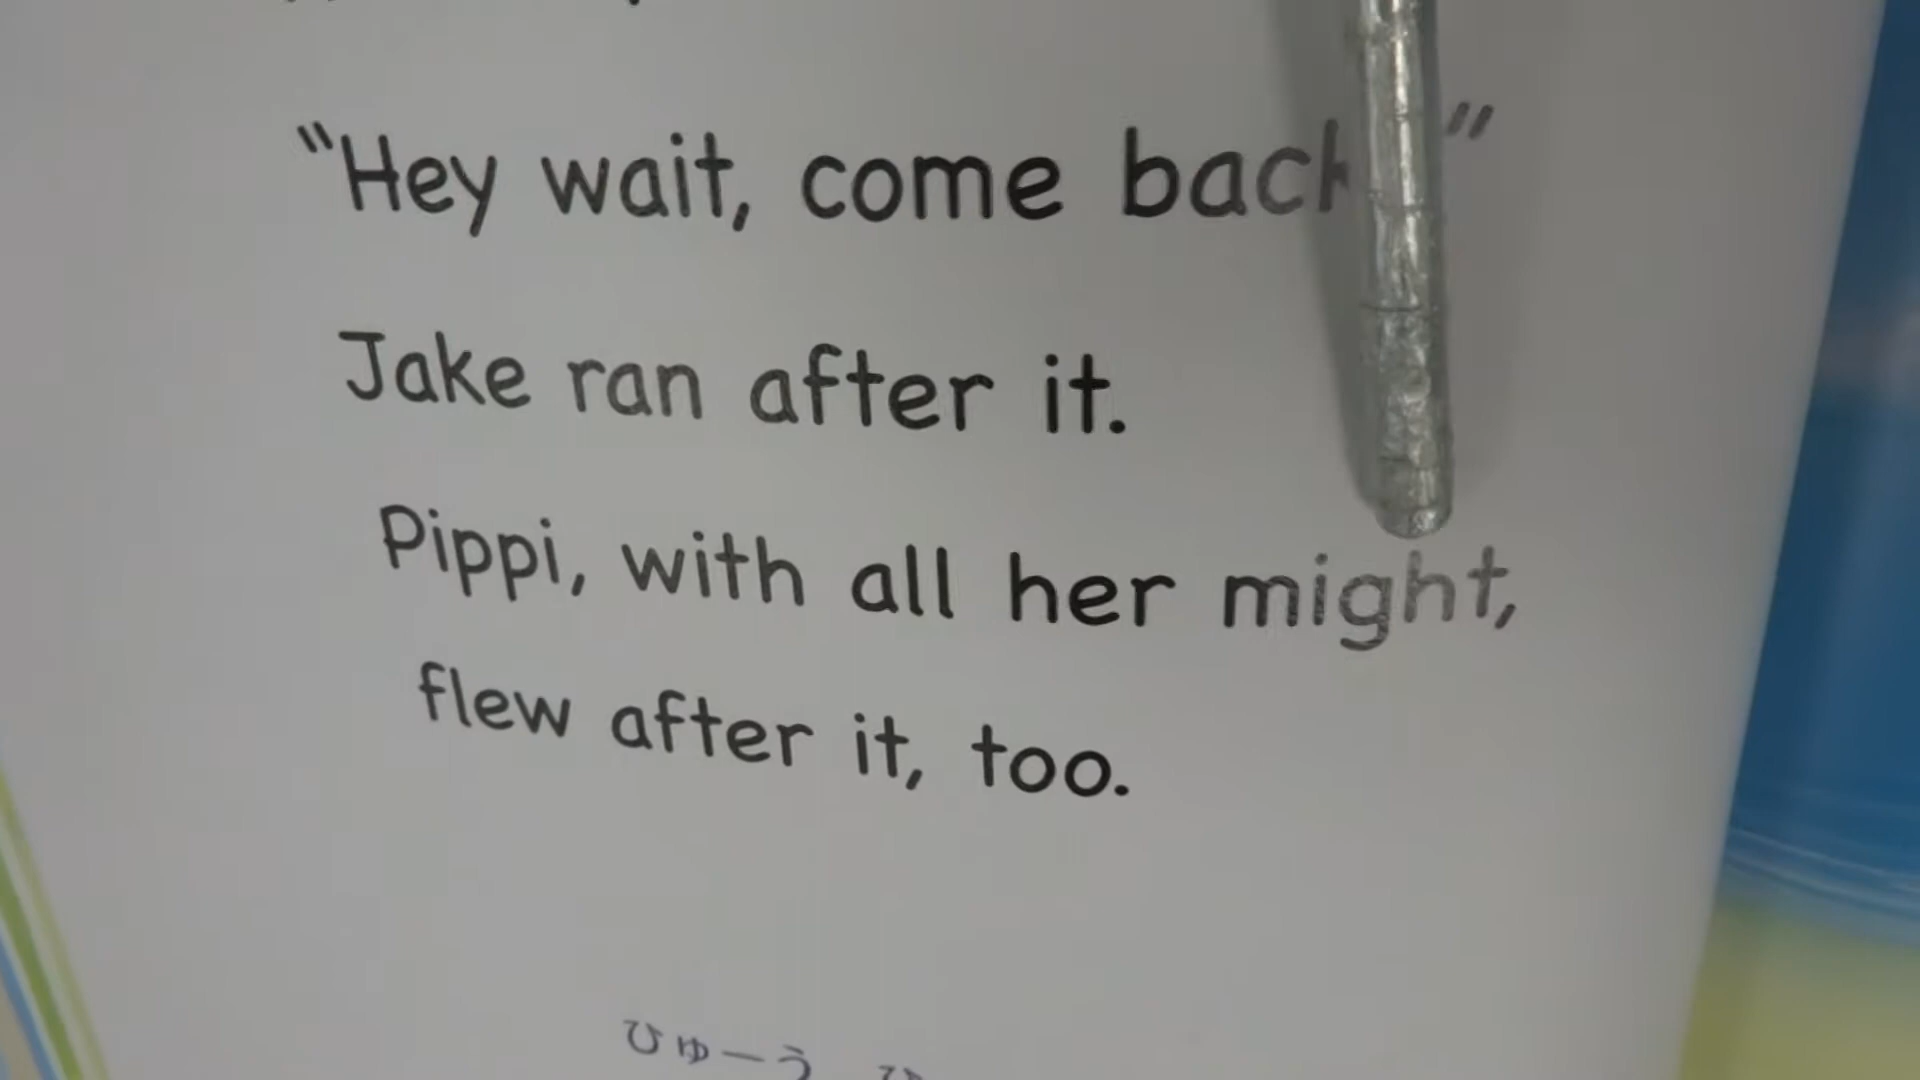 "Hey wait, come back"
Jake ran after it.
Pippi, with all her might,
flew after it, too.
ひゅーう